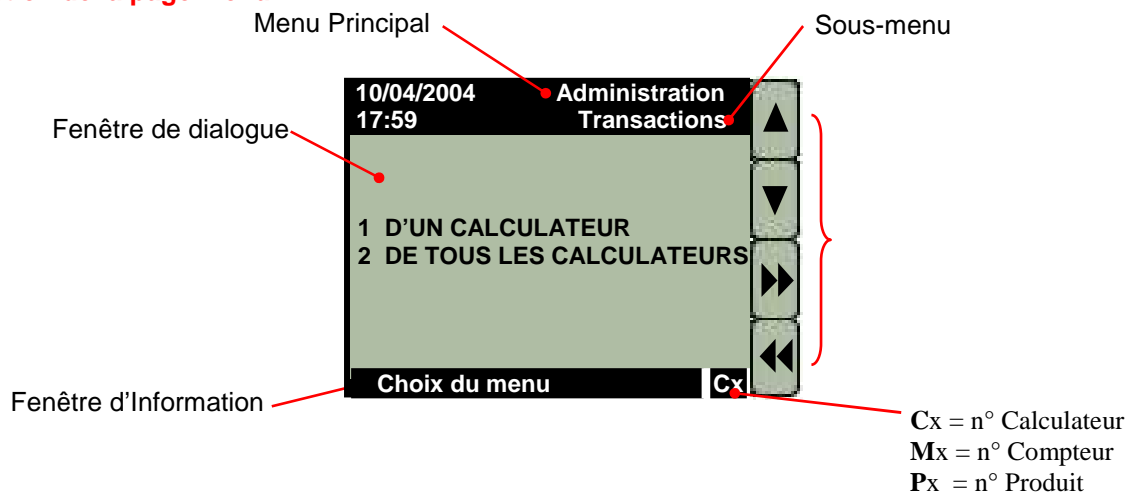 Menu Principal
Sous-menu
10/04/2004 Administration
17:59 Transactions
Fenêtre de dialogue
1 D'UN CALCULATEUR
2 DE TOUS LES CALCULATEURS
Choix du menu Cx
Fenêtre d’Information
Cx = n° Calculateur
Mx = n° Compteur
Px = n° Produit